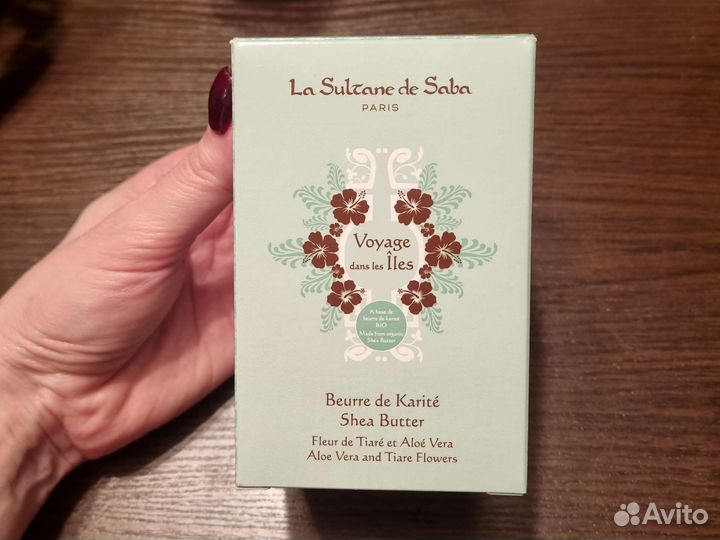 La Sultane de Saba
PARIS
Voyage
dans les Îles
A base de
beurre de karité
BIO
Made from organic
Shea Butter
Beurre de Karité
Shea Butter
Fleur de Tiaré et Aloé Vera
Aloe Vera and Tiare Flowers
Avito